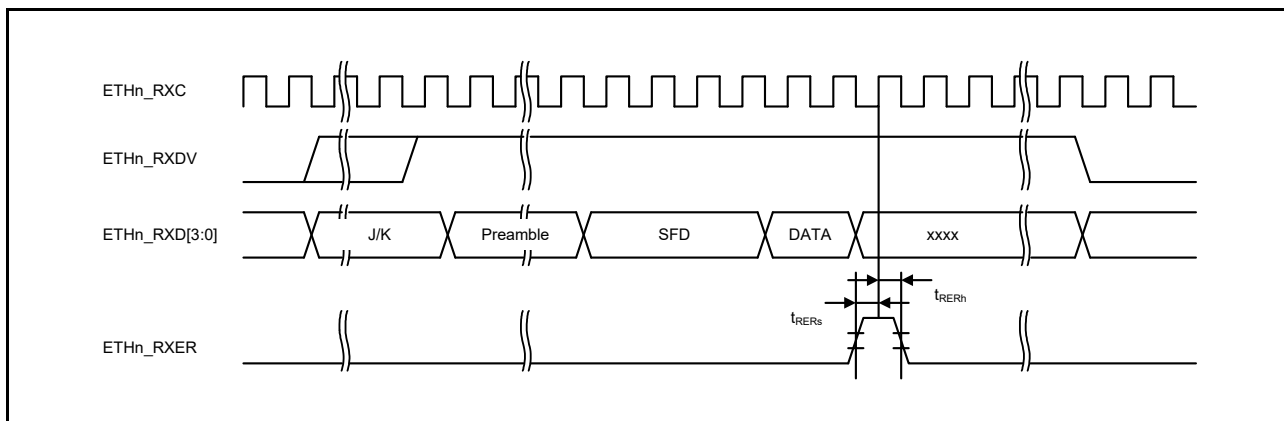 ETHn_RXC
ETHn_RXDV
ETHn_RXD[3:0]
J/K
Preamble
SFD
DATA
xxxx
tRERs
tRERh
ETHn_RXER